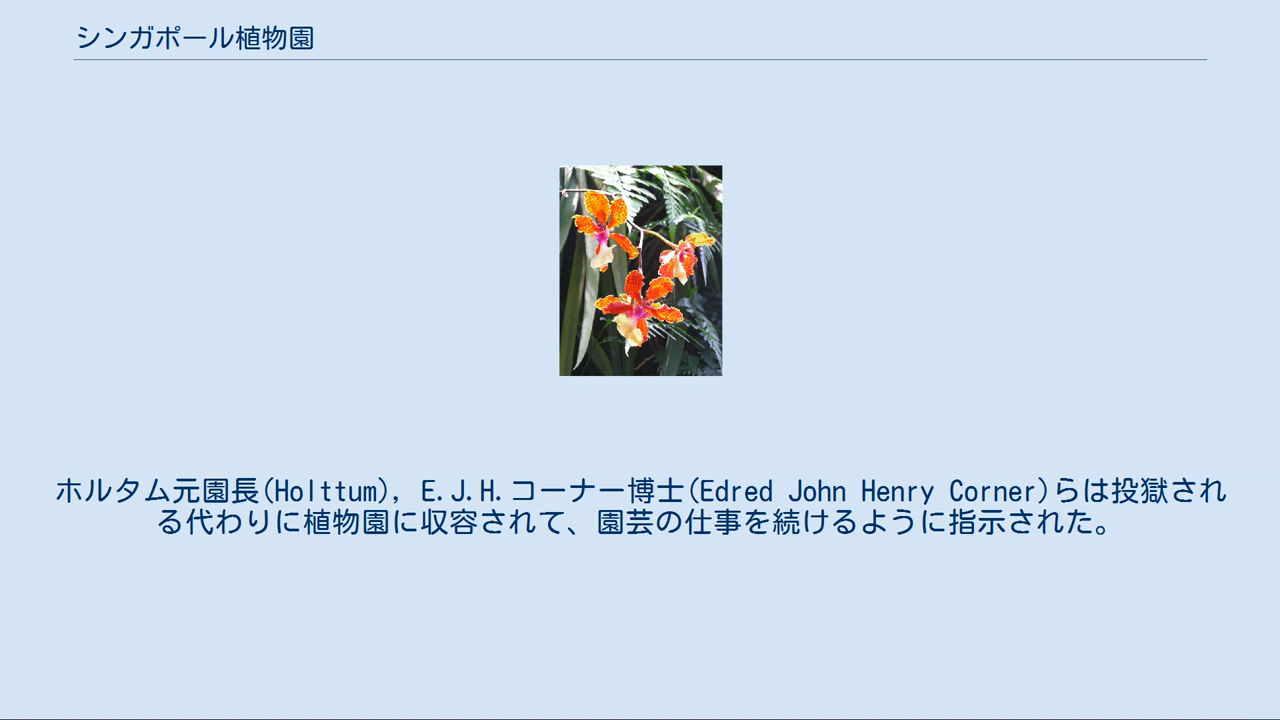 シンガポール植物園
ホルタム元園長(Holttum), E.J.H.コーナー博士(Edred John Henry Corner)らは投獄され
る代わりに植物園に収容されて、園芸の仕事を続けるように指示された。